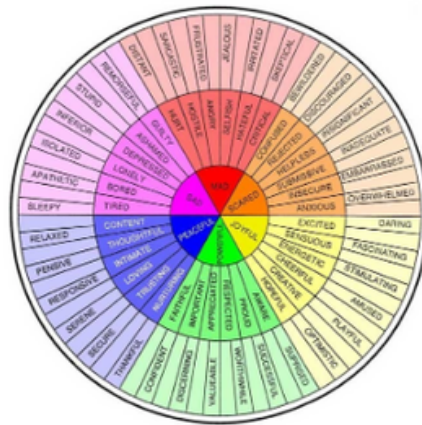 MAD
SCARED
JOYFUL
POWERFUL
PEACEFUL
SAD
HURT
HOSTILE
ANGRY
SELFISH
HATEFUL
CRITICAL
CONFUSED
REJECTED
HELPLESS
SUBMISSIVE
INSECURE
ANXIOUS
EXCITED
SENSUOUS
ENERGETIC
CHEERFUL
CREATIVE
HOPEFUL
AWARE
PROUD
RESPECTED
APPRECIATED
IMPORTANT
FAITHFUL
NURTURING
TRUSTING
LOVING
INTIMATE
THOUGHTFUL
CONTENT
TIRED
BORED
LONELY
DEPRESSED
ASHAMED
GUILTY
DISTANT
SARCASTIC
FRUSTRATED
JEALOUS
IRRITATED
SKEPTICAL
BEWILDERED
DISCOURAGED
INSIGNIFICANT
INADEQUATE
EMBARRASSED
OVERWHELMED
DARING
FASCINATING
STIMULATING
AMUSED
PLAYFUL
OPTIMISTIC
SUCCESSFUL
WORTHWHILE
VALUABLE
DISCERNING
CONFIDENT
THANKFUL
SECURE
SERENE
RESPONSIVE
PENSIVE
RELAXED
SLEEPY
APATHETIC
ISOLATED
INFERIOR
STUPID
REMORSEFUL